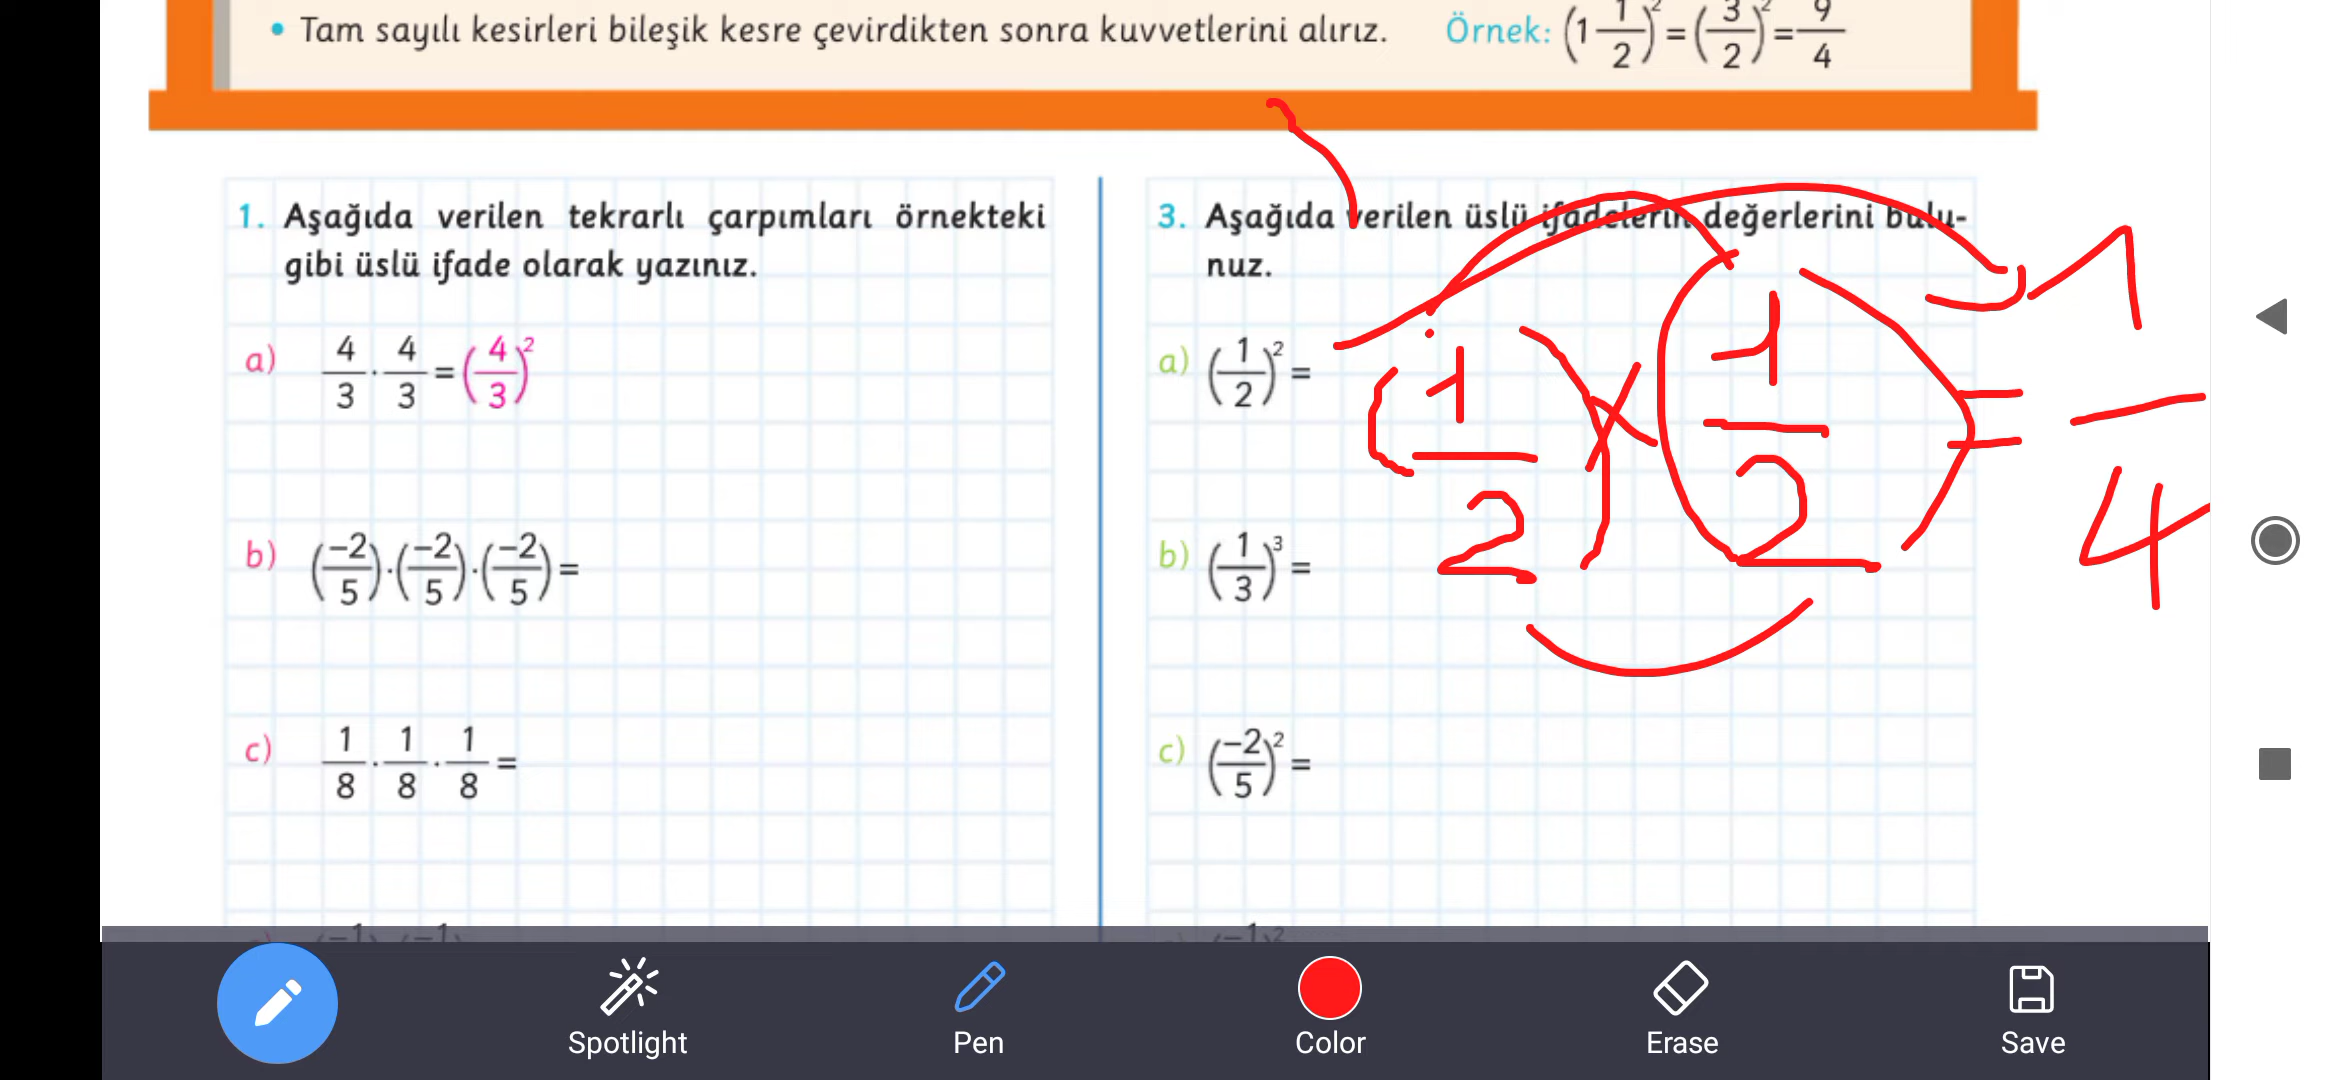 • Tam sayılı kesirleri bileşik kesre çevirdikten sonra kuvvetlerini alırız. Örnek: (1 1/2)² = (3/2)² = 9/4
1. Aşağıda verilen tekrarlı çarpımları örnekteki
gibi üslü ifade olarak yazınız.
a) 4/3 · 4/3 = (4/3)²
b) (−2/5) · (−2/5) · (−2/5) =
c) 1/8 · 1/8 · 1/8 =
3. Aşağıda verilen üslü ifadelerin değerlerini bulu-
nuz.
a) (1/2)² = (1/2) × (1/2) = 1/4
b) (1/3)³ =
c) (−2/5)² =
Spotlight
Pen
Color
Erase
Save